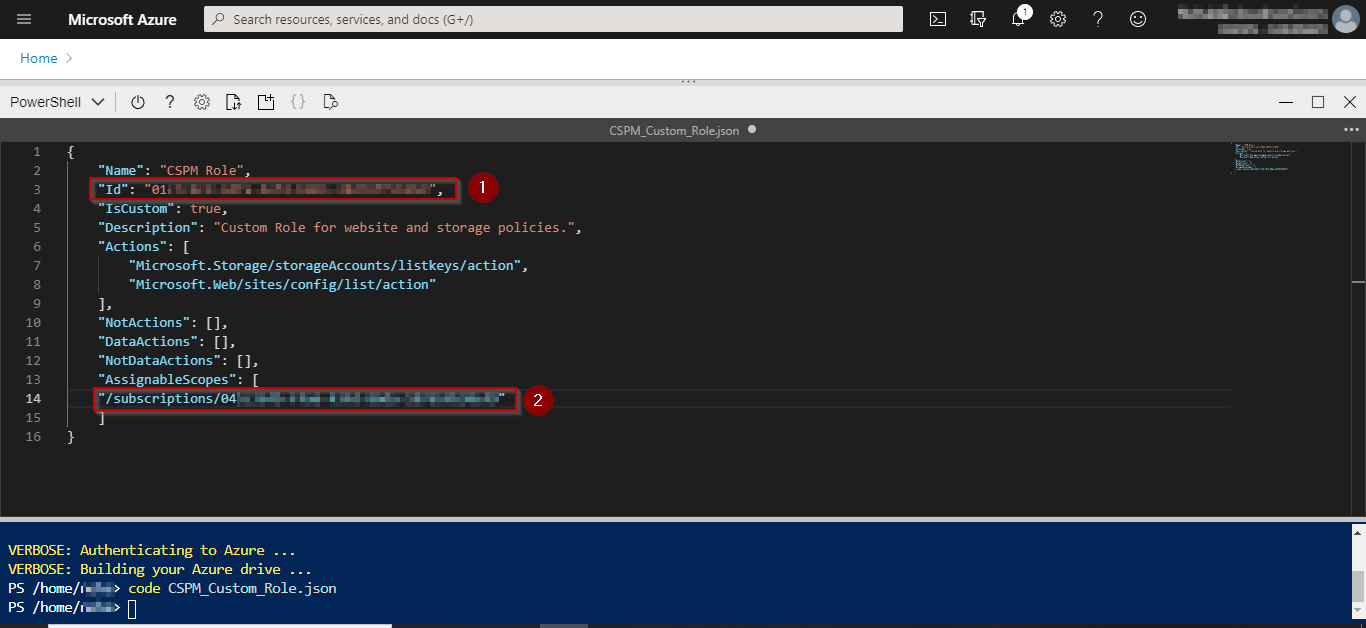 Microsoft Azure
Search resources, services, and docs (G+/)
1
Home
PowerShell
CSPM_Custom_Role.json
1 {
2 "Name": "CSPM Role",
3 "Id": "01 ", 1
4 "IsCustom": true,
5 "Description": "Custom Role for website and storage policies.",
6 "Actions": [
7 "Microsoft.Storage/storageAccounts/listkeys/action",
8 "Microsoft.Web/sites/config/list/action"
9 ],
10 "NotActions": [],
11 "DataActions": [],
12 "NotDataActions": [],
13 "AssignableScopes": [
14 "/subscriptions/04 " 2
15 ]
16 }
VERBOSE: Authenticating to Azure ...
VERBOSE: Building your Azure drive ...
PS /home/ > code CSPM_Custom_Role.json
PS /home/ >